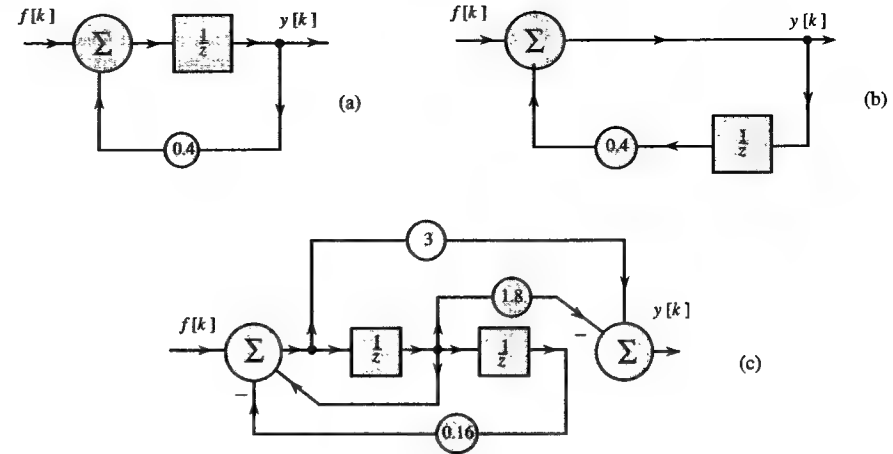 f[k]
Σ
1/z
y[k]
0.4
(a)
f[k]
Σ
y[k]
0.4
1/z
(b)
3
1.8
f[k]
Σ
1/z
1/z
−
Σ
y[k]
(c)
−
0.16